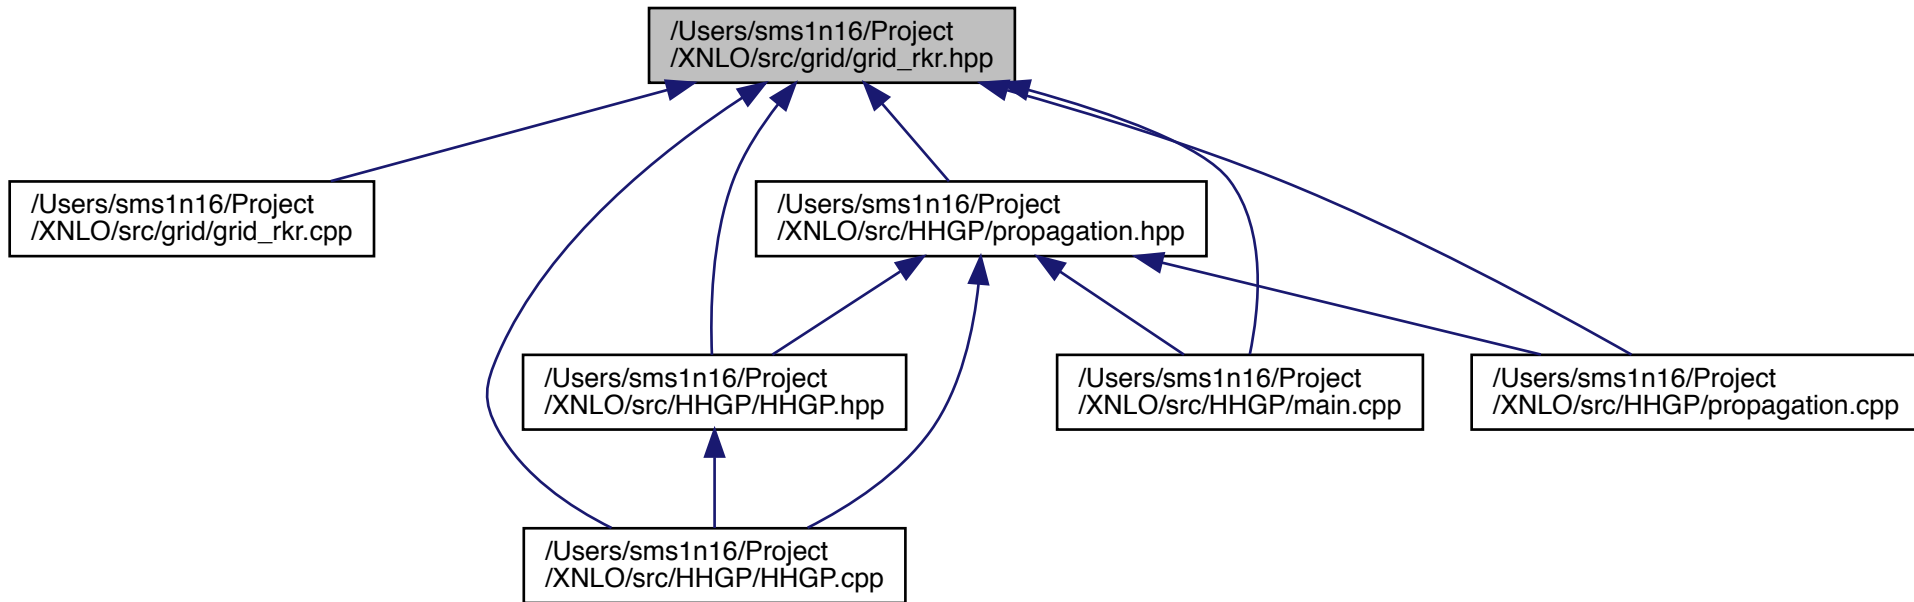 /Users/sms1n16/Project
/XNLO/src/grid/grid_rkr.hpp
/Users/sms1n16/Project
/XNLO/src/grid/grid_rkr.cpp
/Users/sms1n16/Project
/XNLO/src/HHGP/propagation.hpp
/Users/sms1n16/Project
/XNLO/src/HHGP/HHGP.hpp
/Users/sms1n16/Project
/XNLO/src/HHGP/main.cpp
/Users/sms1n16/Project
/XNLO/src/HHGP/propagation.cpp
/Users/sms1n16/Project
/XNLO/src/HHGP/HHGP.cpp